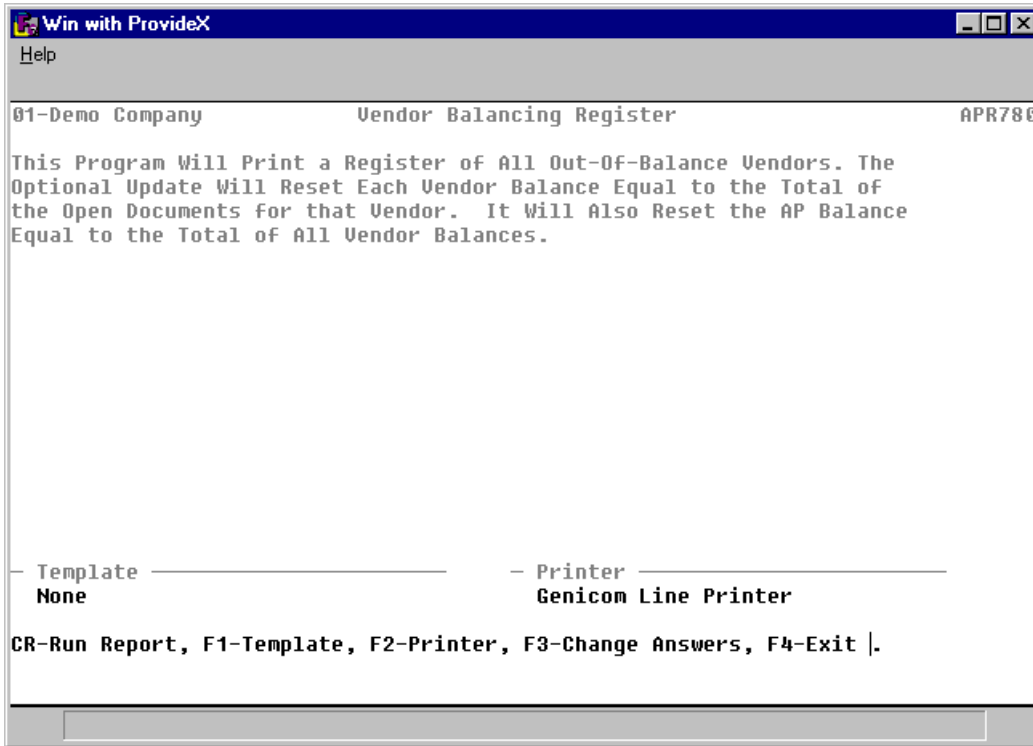 Win with ProvideX
Help
01-Demo Company Vendor Balancing Register APR780
This Program Will Print a Register of All Out-Of-Balance Vendors. The
Optional Update Will Reset Each Vendor Balance Equal to the Total of
the Open Documents for that Vendor. It Will Also Reset the AP Balance
Equal to the Total of All Vendor Balances.
Template Printer
None Genicom Line Printer
CR-Run Report, F1-Template, F2-Printer, F3-Change Answers, F4-Exit .